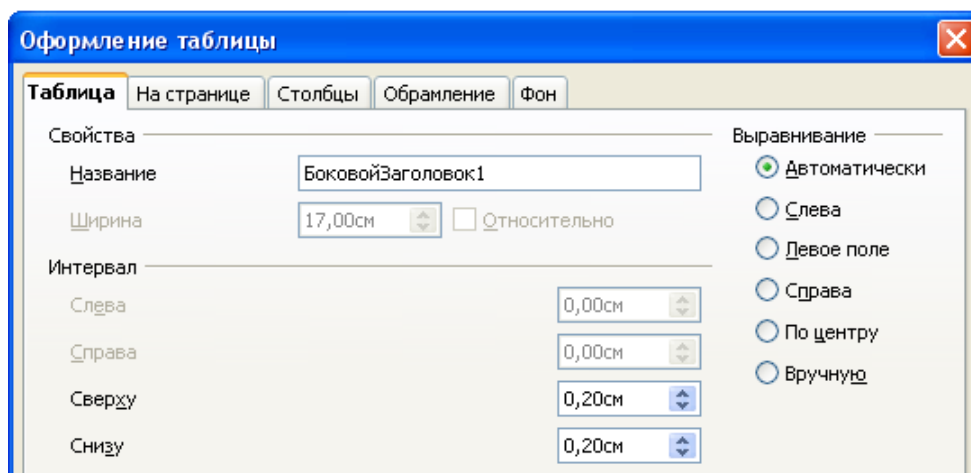 Оформление таблицы
Таблица На странице Столбцы Обрамление Фон
Свойства
Название БоковойЗаголовок1
Ширина 17,00см Относительно
Интервал
Слева 0,00см
Справа 0,00см
Сверху 0,20см
Снизу 0,20см
Выравнивание
Автоматически
Слева
Левое поле
Справа
По центру
Вручную